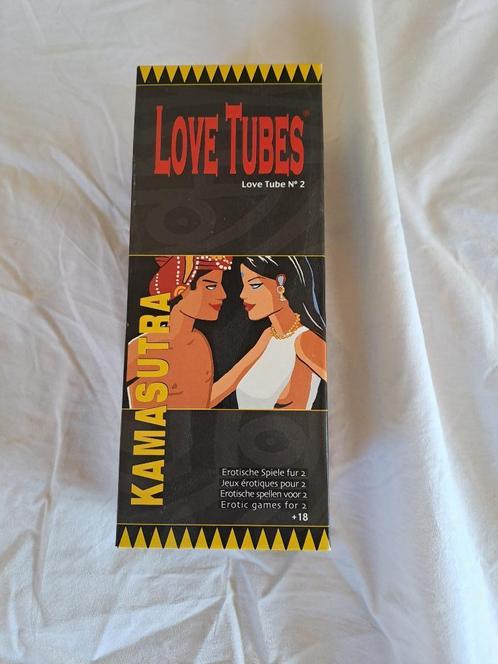 LOVE TUBES®
Love Tube Nº 2
KAMASUTRA
Erotische Spiele fur 2
Jeux érotiques pour 2
Erotische spellen voor 2
Erotic games for 2
+18